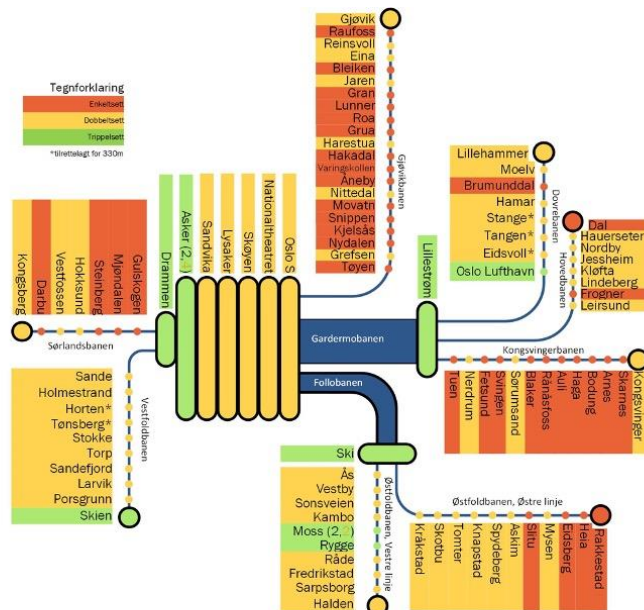 Tegnforklaring
Enkeltsett
Dobbeltsett
Trippelsett
*tilrettelagt for 330m
Gjøvik
Raufoss
Reinsvoll
Eina
Bleiken
Jaren
Gran
Lunner
Roa
Grua
Harestua
Hakadal
Varingskollen
Åneby
Nittedal
Movatn
Snippen
Kjelsås
Nydalen
Grefsen
Tøyen
Gjøvikbanen
Lillehammer
Moelv
Brumunddal
Hamar
Stange*
Tangen*
Eidsvoll*
Oslo Lufthavn
Dovrebanen
Hovedbanen
Dal
Hauerseter
Nordby
Jessheim
Kløfta
Lindeberg
Frogner
Leirsund
Kongsberg
Darbu
Vestfossen
Hokksund
Steinberg
Mjøndalen
Gulskogen
Sørlandsbanen
Drammen
Asker (2,
Sandvika
Lysaker
Skøyen
Nationaltheatret
Oslo S
Gardermobanen
Lillestrøm
Kongsvingerbanen
Tuen
Nerdrum
Fetsund
Svingen
Sørumsand
Blaker
Rånåsfoss
Auli
Haga
Bodung
Årnes
Skarnes
Kongsvinger
Follobanen
Sande
Holmestrand
Horten*
Tønsberg*
Stokke
Torp
Sandefjord
Larvik
Porsgrunn
Skien
Vestfoldbanen
Ski
Ås
Vestby
Sonsveien
Kambo
Moss (2,
Rygge
Råde
Fredrikstad
Sarpsborg
Halden
Østfoldbanen, Vestre linje
Østfoldbanen, Østre linje
Kråkstad
Skotbu
Tomter
Knapstad
Spydeberg
Askim
Slitu
Mysen
Eidsberg
Heia
Rakkestad